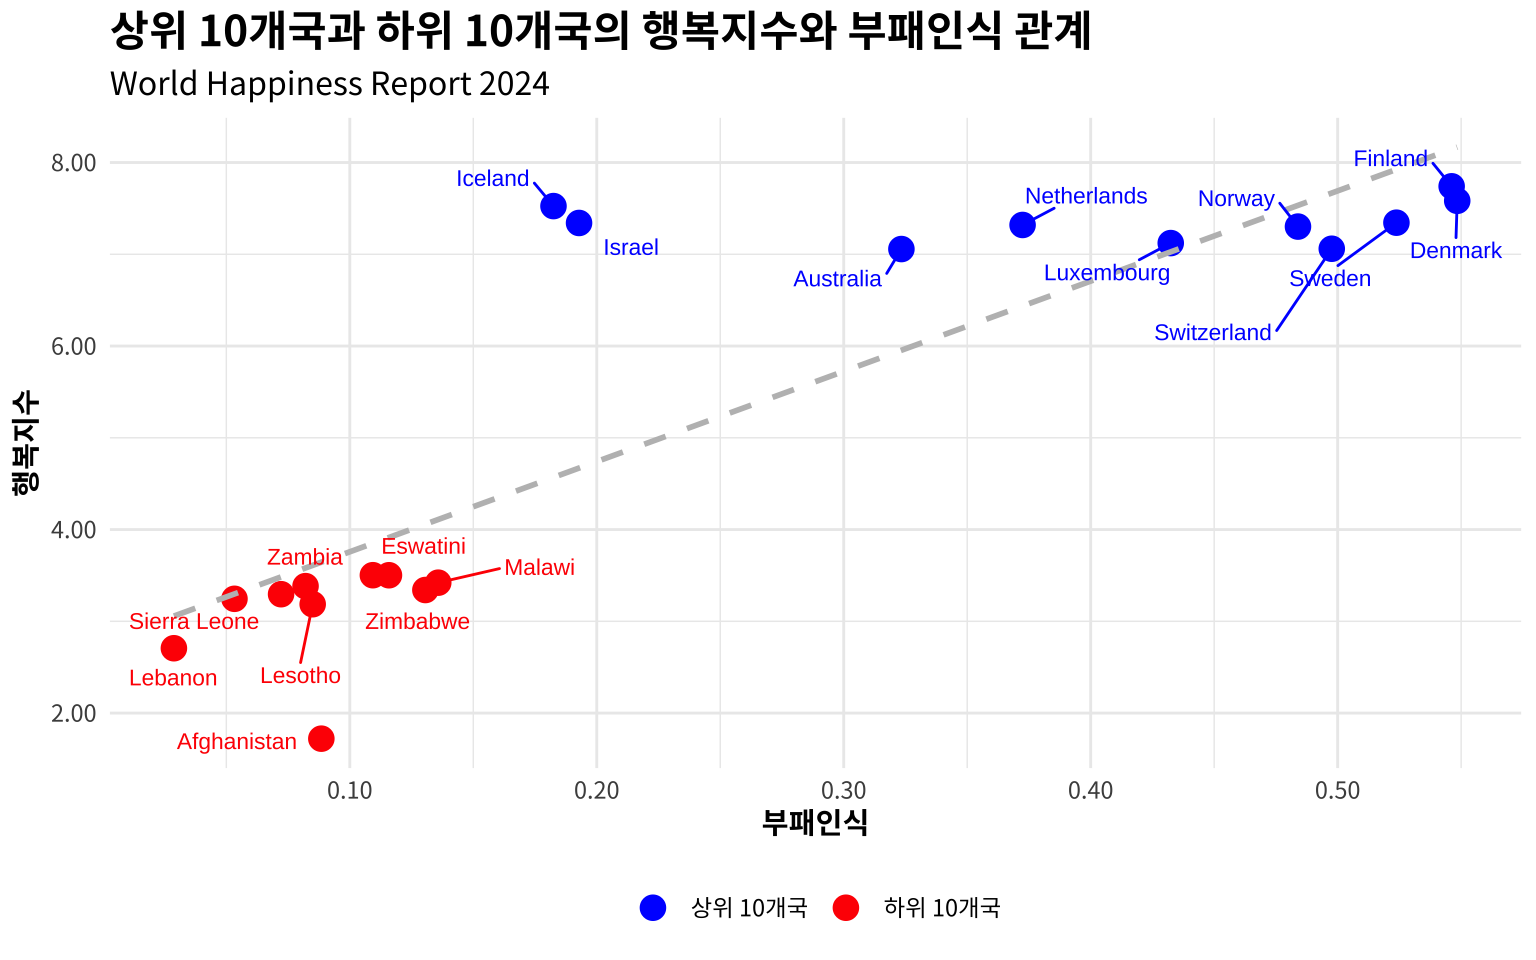 상위 10개국과 하위 10개국의 행복지수와 부패인식 관계
World Happiness Report 2024
8.00
6.00
4.00
2.00
행복지수
Iceland
Israel
Australia
Netherlands
Luxembourg
Norway
Switzerland
Sweden
Finland
Denmark
Zambia
Eswatini
Malawi
Sierra Leone
Zimbabwe
Lebanon
Lesotho
Afghanistan
0.10 0.20 0.30 0.40 0.50
부패인식
상위 10개국 하위 10개국